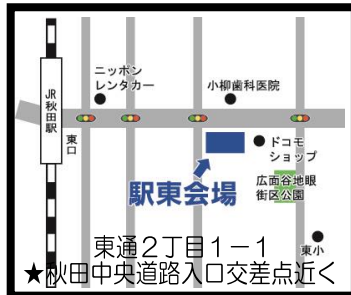 ニッポン
レンタカー
小柳歯科医院
JR秋田駅
東口
ドコモ
ショップ
駅東会場
広面谷地眼
街区公園
東小
東通2丁目1-1
★秋田中央道路入口交差点近く